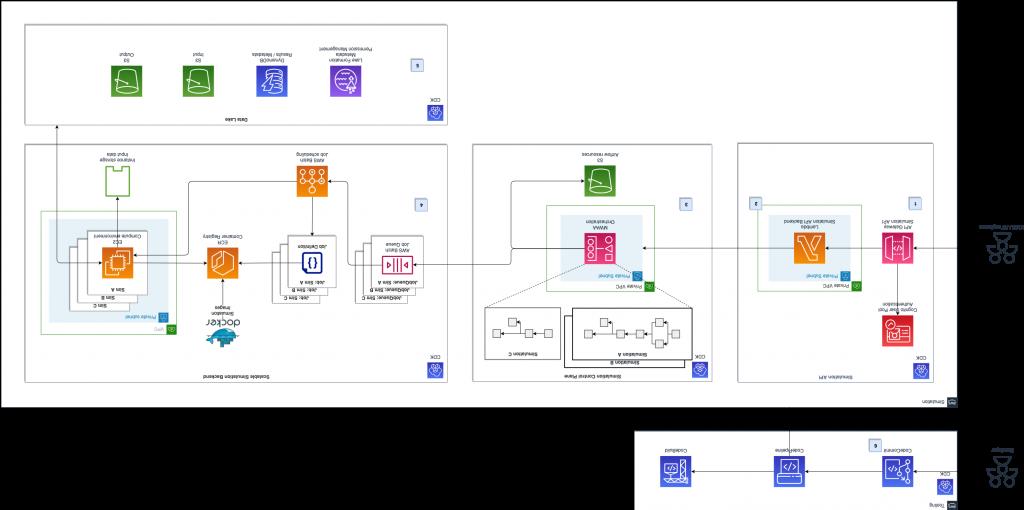 Testing
CDK
CodeCommit
6
CodePipeline
CodeBuild
Simulation
Simulation API
CDK
Cognito User Pool
Authentication
API Gateway
Simulation API
1
Private VPC
Private Subnet
Lambda
Simulation API Backend
2
Simulation Control Plane
CDK
Simulation B
Simulation A
Simulation C
Private VPC
Private Subnet
MWAA
Orchestration
3
S3
Airflow resources
Scalable Simulation Backend
CDK
JobQueue: Sim C
JobQueue: Sim B
JobQueue: Sim A
AWS Batch
Job Queue
Job: Sim C
Job: Sim B
Job: Sim A
Job Definition
AWS Batch
Job scheduling
4
docker
Simulation
Images
ECR
Container Registry
VPC
Private subnet
Sim C
Sim B
Sim A
EC2
Compute environment
Instance storage
Input data
Data Lake
CDK
5
Lake Formation
Metadata
Permission Management
DynamoDB
Results / Metadata
S3
Input
S3
Output